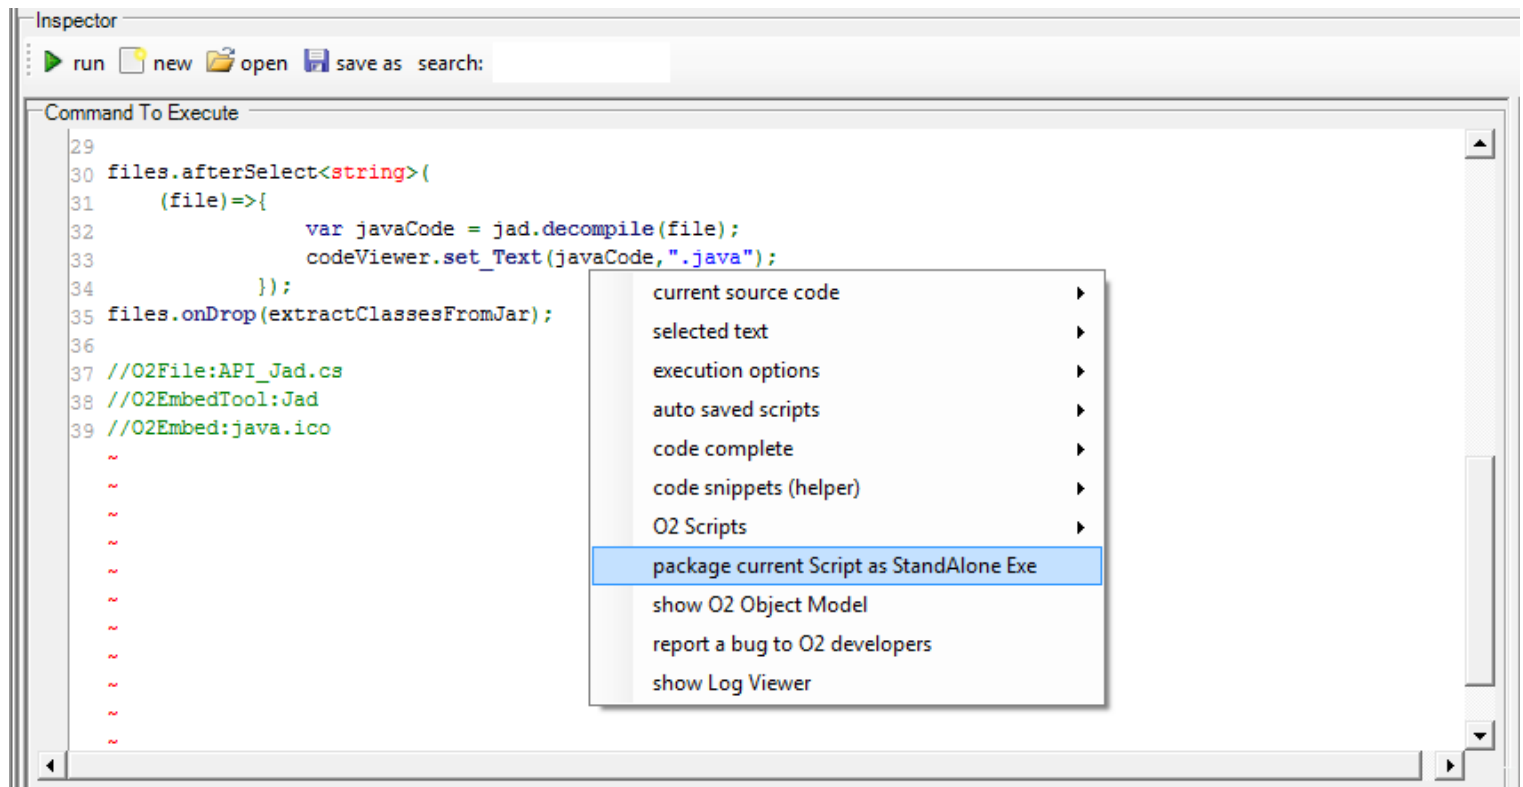 Inspector
run new open save as search:
Command To Execute
29
30 files.afterSelect<string>(
31 (file)=>{
32 var javaCode = jad.decompile(file);
33 codeViewer.set_Text(javaCode,".java");
34 });
35 files.onDrop(extractClassesFromJar);
36
37 //O2File:API_Jad.cs
38 //O2EmbedTool:Jad
39 //O2Embed:java.ico
~
~
~
~
~
~
~
~
~
~
~
current source code
selected text
execution options
auto saved scripts
code complete
code snippets (helper)
O2 Scripts
package current Script as StandAlone Exe
show O2 Object Model
report a bug to O2 developers
show Log Viewer